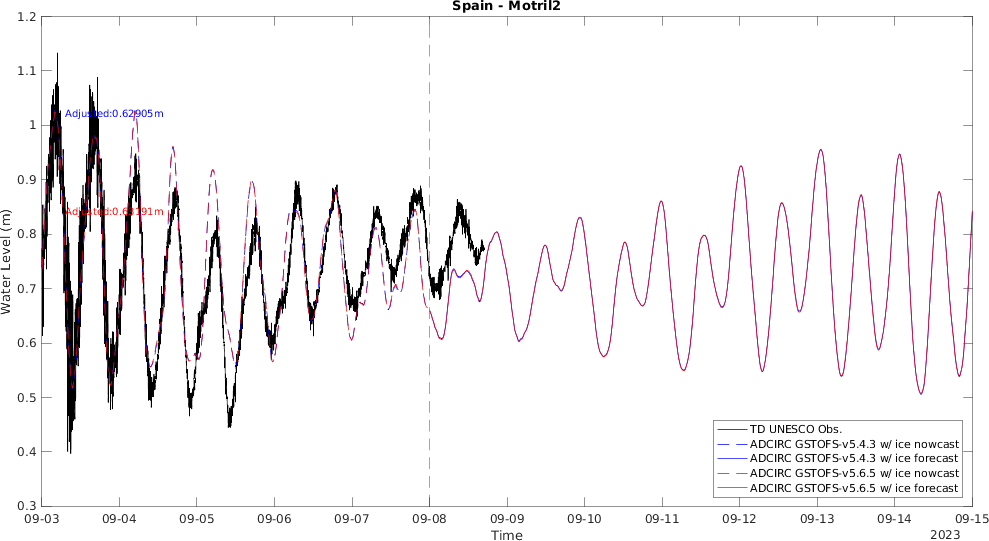 Spain - Motril2
1.2
1.1
1
0.9
0.8
0.7
0.6
0.5
0.4
0.3
Water Level (m)
Adjusted:0.62905m
09-03
09-04
09-05
09-06
09-07
09-08
09-09
09-10
09-11
09-12
09-13
09-14
09-15
Time
2023
TD UNESCO Obs.
ADCIRC GSTOFS-v5.4.3 w/ ice nowcast
ADCIRC GSTOFS-v5.4.3 w/ ice forecast
ADCIRC GSTOFS-v5.6.5 w/ ice nowcast
ADCIRC GSTOFS-v5.6.5 w/ ice forecast